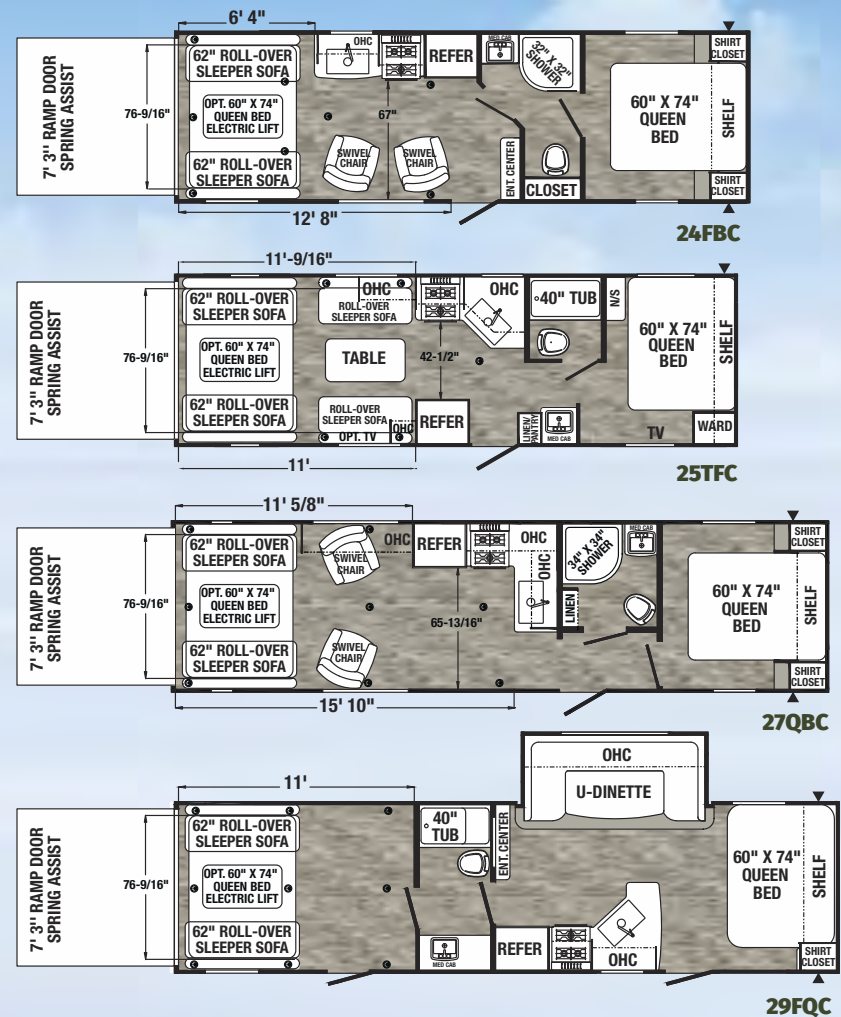 6' 4"
7' 3" RAMP DOOR
SPRING ASSIST
76-9/16"
62" ROLL-OVER
SLEEPER SOFA
OPT. 60" X 74"
QUEEN BED
ELECTRIC LIFT
62" ROLL-OVER
SLEEPER SOFA
OHC
REFER
67"
SWIVEL
CHAIR
SWIVEL
CHAIR
MED CAB
32" X 32"
SHOWER
ENT. CENTER
CLOSET
60" X 74"
QUEEN
BED
SHIRT
CLOSET
SHELF
SHIRT
CLOSET
12' 8"
24FBC
11'-9/16"
7' 3" RAMP DOOR
SPRING ASSIST
76-9/16"
62" ROLL-OVER
SLEEPER SOFA
OPT. 60" X 74"
QUEEN BED
ELECTRIC LIFT
62" ROLL-OVER
SLEEPER SOFA
OHC
ROLL-OVER
SLEEPER SOFA
TABLE
ROLL-OVER
SLEEPER SOFA
OPT. TV
OHC
42-1/2"
REFER
OHC
40" TUB
LINEN/
PANTRY
MED CAB
N/S
60" X 74"
QUEEN
BED
SHELF
TV
WARD
11'
25TFC
11' 5/8"
7' 3" RAMP DOOR
SPRING ASSIST
76-9/16"
62" ROLL-OVER
SLEEPER SOFA
OPT. 60" X 74"
QUEEN BED
ELECTRIC LIFT
62" ROLL-OVER
SLEEPER SOFA
SWIVEL
CHAIR
SWIVEL
CHAIR
OHC
REFER
65-13/16"
OHC
OHC
34" X 34"
SHOWER
MED CAB
LINEN
60" X 74"
QUEEN
BED
SHIRT
CLOSET
SHELF
SHIRT
CLOSET
15' 10"
27QBC
11'
7' 3" RAMP DOOR
SPRING ASSIST
76-9/16"
62" ROLL-OVER
SLEEPER SOFA
OPT. 60" X 74"
QUEEN BED
ELECTRIC LIFT
62" ROLL-OVER
SLEEPER SOFA
40"
TUB
MED CAB
ENT. CENTER
OHC
U-DINETTE
REFER
OHC
60" X 74"
QUEEN
BED
SHELF
SHIRT
CLOSET
29FQC